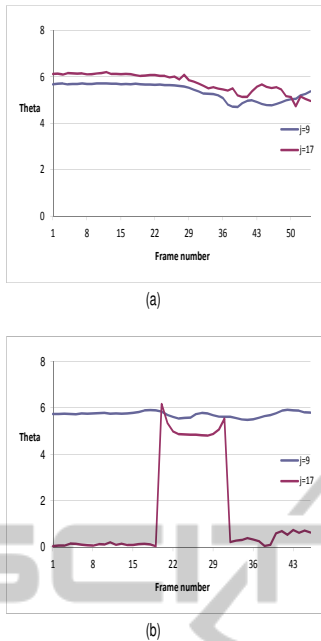 8
6
Theta
4
j=9
2
j=17
0
1 8 15 22 29 36 43 50
Frame number
(a)
8
6
Theta
4
j=9
j=17
2
0
1 8 15 22 29 36 43
Frame number
(b)
SCIT